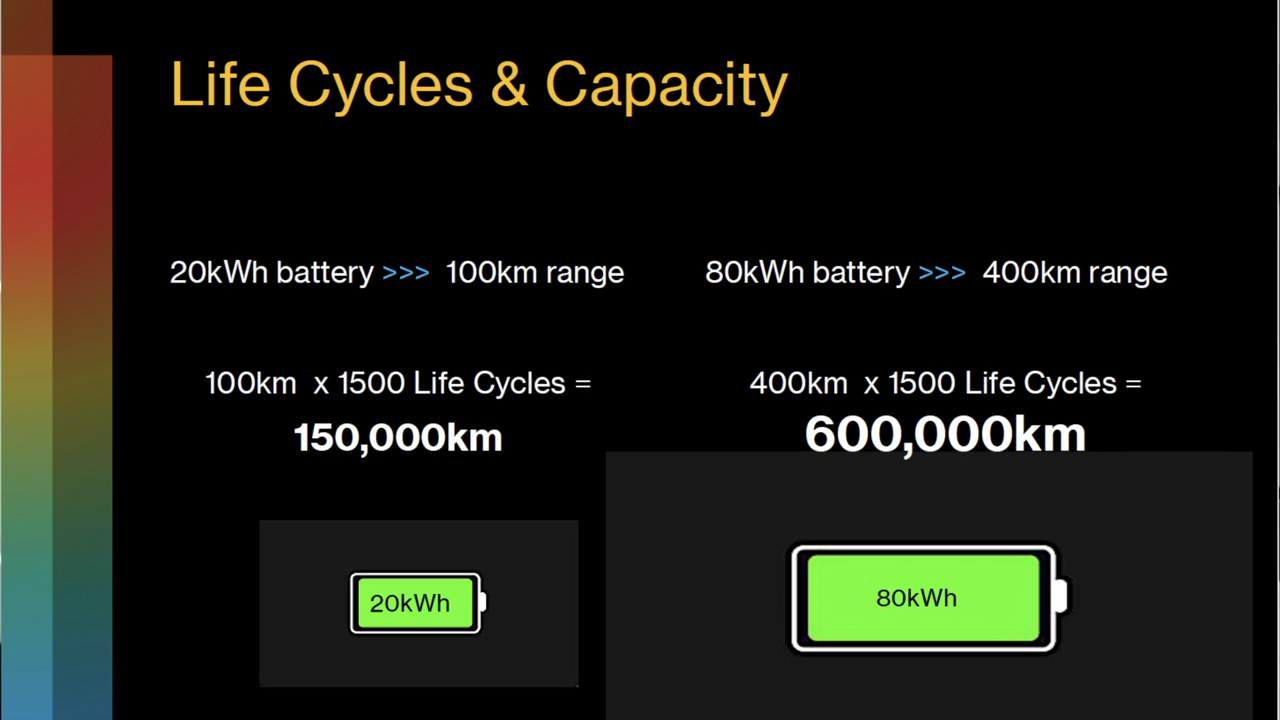 Life Cycles & Capacity
20kWh battery >>> 100km range
80kWh battery >>> 400km range
100km x 1500 Life Cycles =
150,000km
400km x 1500 Life Cycles =
600,000km
20kWh
80kWh